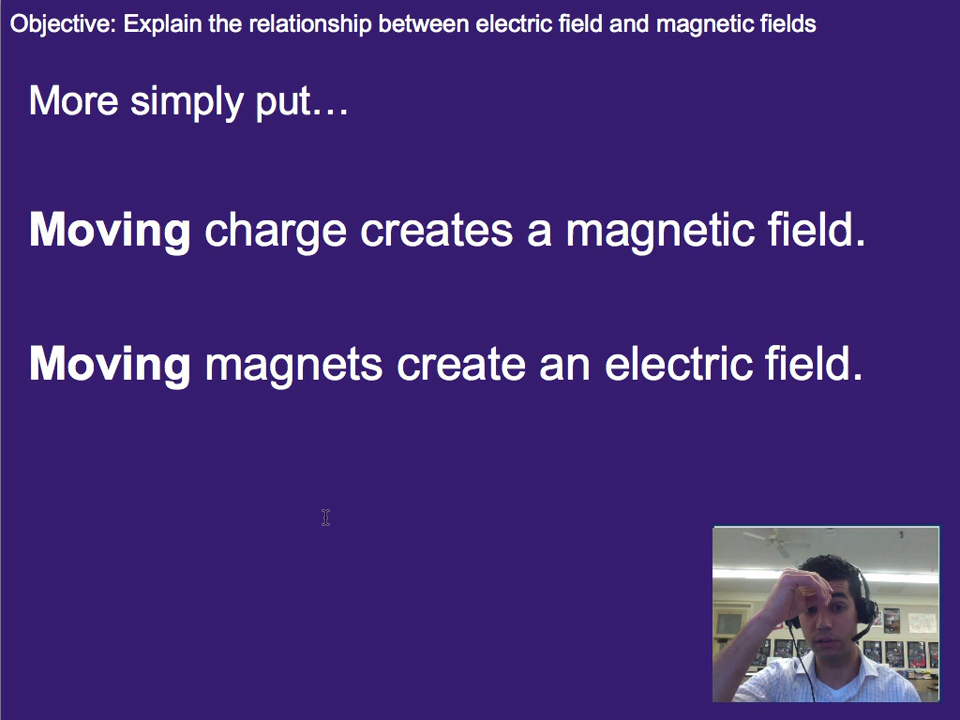 Objective: Explain the relationship between electric field and magnetic fields
More simply put…
Moving charge creates a magnetic field.
Moving magnets create an electric field.